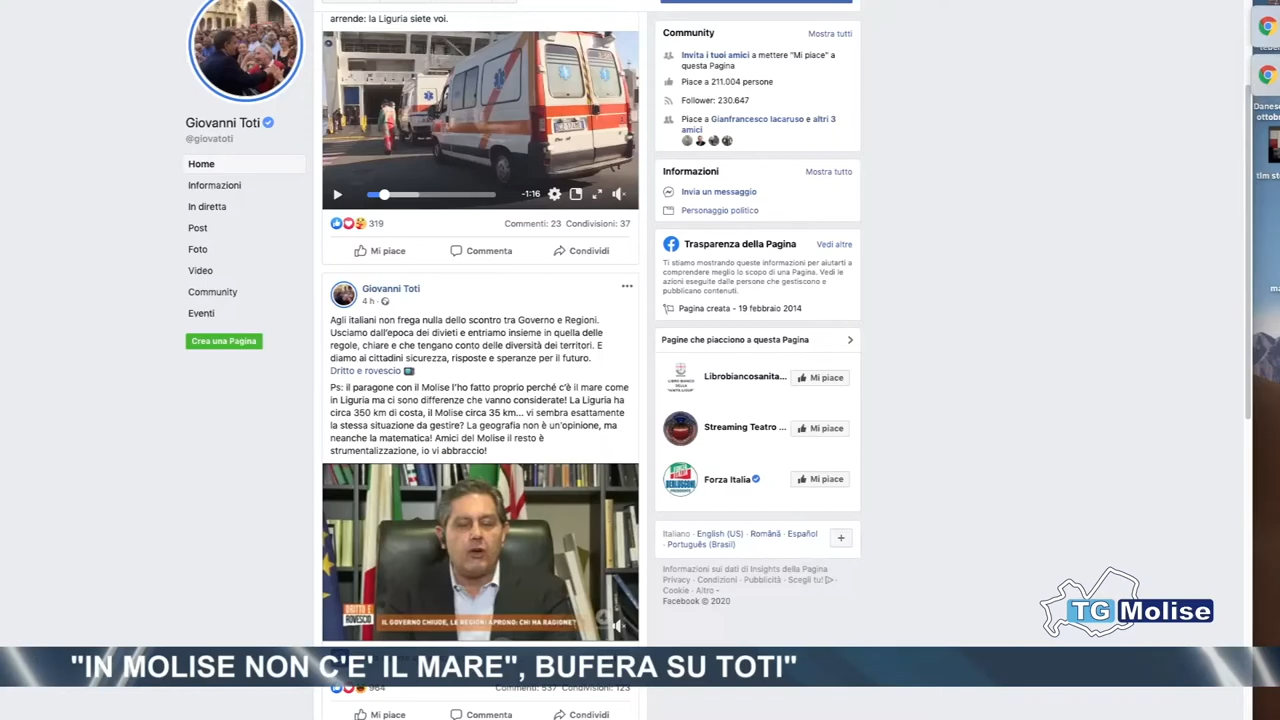 arrende: la Liguria siete voi.
-1:16
319
Commenti: 23 Condivisioni: 37
Mi piace
Commenta
Condividi
Giovanni Toti
@giovatoti
Home
Informazioni
In diretta
Post
Foto
Video
Community
Eventi
Crea una Pagina
Giovanni Toti
4 h
Agli italiani non frega nulla dello scontro tra Governo e Regioni.
Usciamo dall'epoca dei divieti e entriamo insieme in quella delle
regole, chiare e che tengano conto delle diversità dei territori. E
diamo ai cittadini sicurezza, risposte e speranze per il futuro.
Dritto e rovescio
Ps: il paragone con il Molise l'ho fatto proprio perché c'è il mare come
in Liguria ma ci sono differenze che vanno considerate! La Liguria ha
circa 350 km di costa, il Molise circa 35 km... vi sembra esattamente
la stessa situazione da gestire? La geografia non è un'opinione, ma
neanche la matematica! Amici del Molise il resto è
strumentalizzazione, io vi abbraccio!
DRITTO E
ROVESCIO
IL GOVERNO CHIUDE, LE REGIONI APRONO: CHI HA RAGIONE?
964
Commenti: 537 Condivisioni: 123
Mi piace
Commenta
Condividi
Community
Mostra tutti
Invita i tuoi amici a mettere "Mi piace" a
questa Pagina
Piace a 211.004 persone
Follower: 230.647
Piace a Gianfrancesco Iacaruso e altri 3
amici
Informazioni
Mostra tutto
Invia un messaggio
Personaggio politico
Trasparenza della Pagina
Vedi altre
Ti stiamo mostrando queste informazioni per aiutarti a
comprendere meglio lo scopo di una Pagina. Vedi le
azioni eseguite dalle persone che gestiscono e
pubblicano contenuti.
Pagina creata - 19 febbraio 2014
Pagine che piacciono a questa Pagina
Librobiancosanita...
Mi piace
Streaming Teatro ...
Mi piace
Forza Italia
Mi piace
Italiano · English (US) · Română · Español
· Português (Brasil)
+
Informazioni sui dati di Insights della Pagina
Privacy · Condizioni · Pubblicità · Scegli tu! ·
Cookie · Altro
Facebook © 2020
Danese
ottob
tlm st
ma
TG Molise
"IN MOLISE NON C'E' IL MARE", BUFERA SU TOTI"